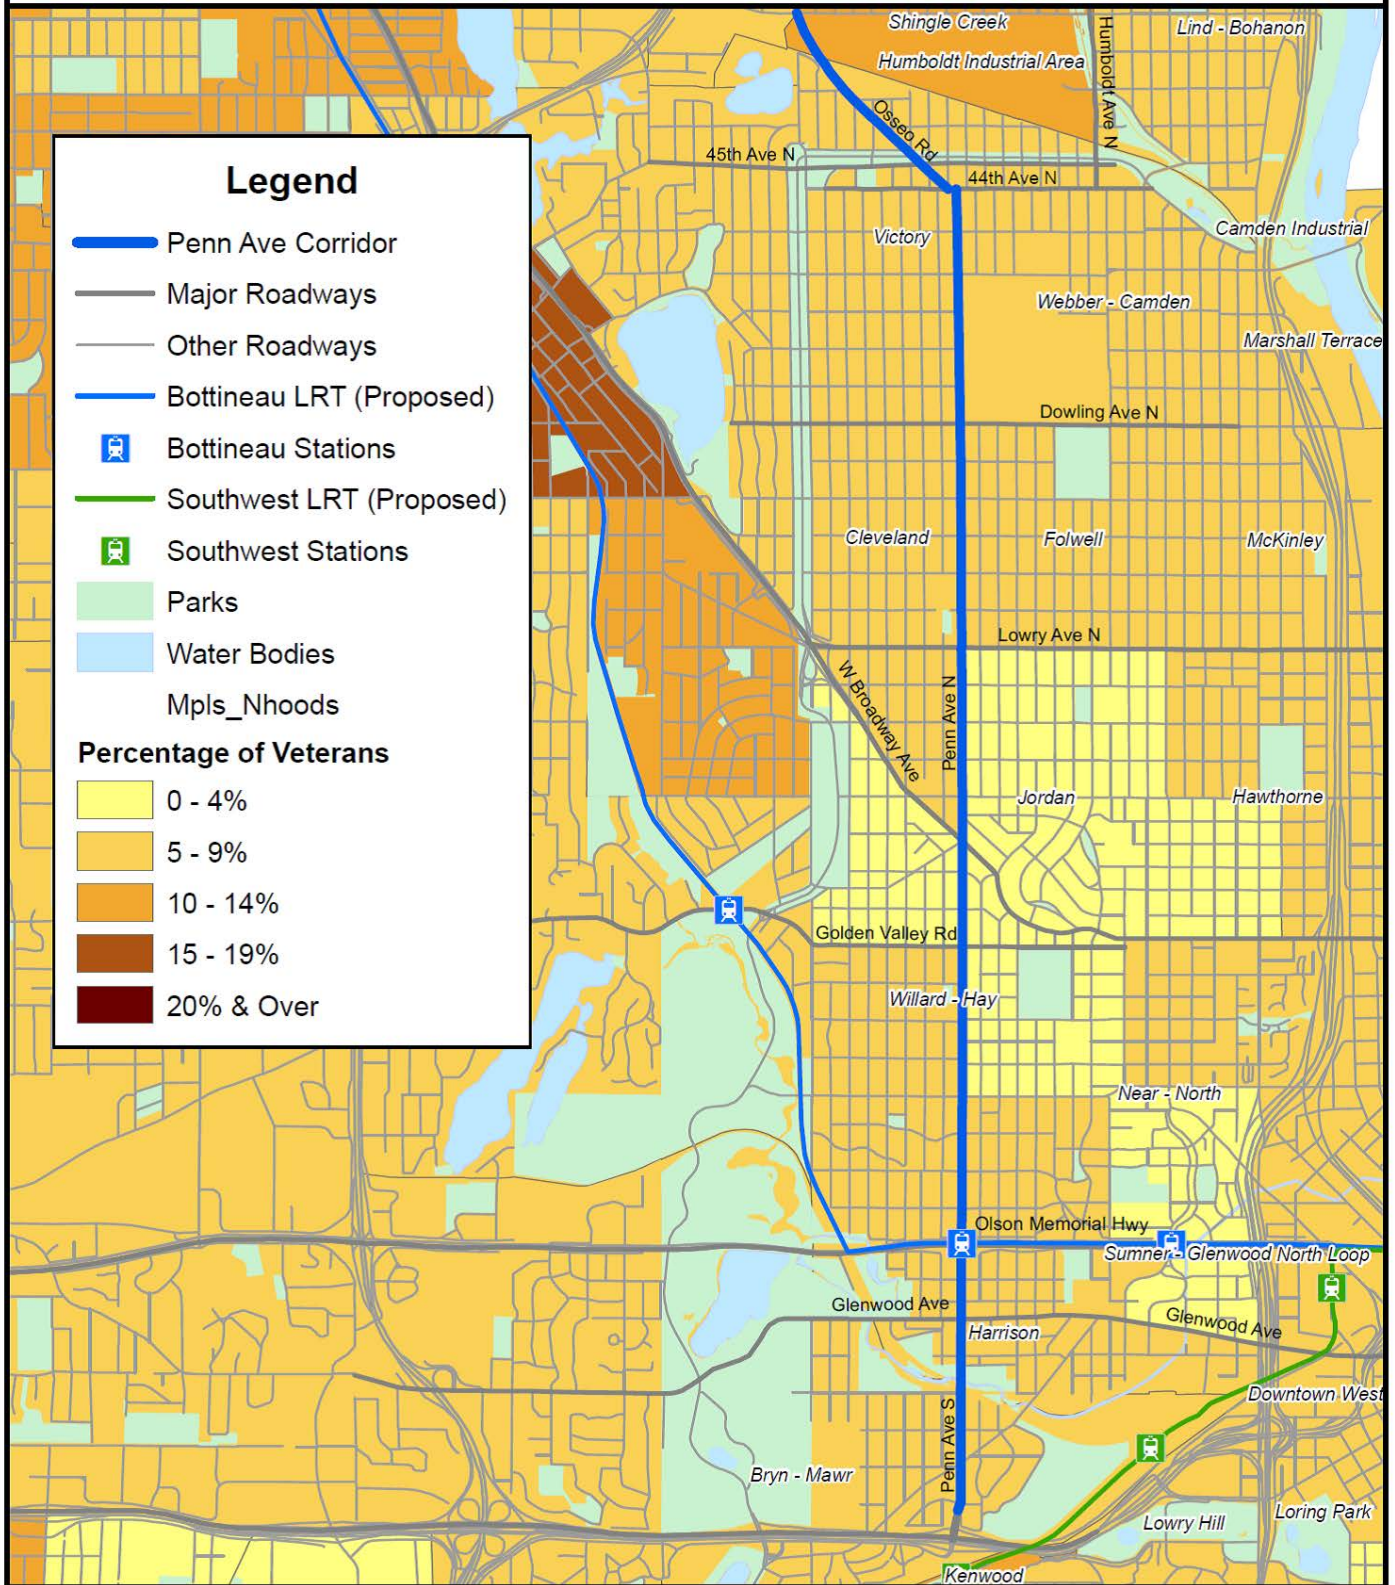 Shingle Creek
Lind - Bohanon
Humboldt Industrial Area
Humboldt Ave N
Osseo Rd
45th Ave N
44th Ave N
Legend
Penn Ave Corridor
Major Roadways
Other Roadways
Bottineau LRT (Proposed)
Bottineau Stations
Southwest LRT (Proposed)
Southwest Stations
Parks
Water Bodies
Mpls_Nhoods
Percentage of Veterans
0 - 4%
5 - 9%
10 - 14%
15 - 19%
20% & Over
Victory
Camden Industrial
Webber - Camden
Marshall Terrace
Dowling Ave N
Cleveland
Folwell
McKinley
Lowry Ave N
W Broadway Ave
Penn Ave N
Jordan
Hawthorne
Golden Valley Rd
Willard - Hay
Near - North
Olson Memorial Hwy
Sumner - Glenwood
North Loop
Glenwood Ave
Glenwood Ave
Harrison
Downtown West
Penn Ave S
Bryn - Mawr
Loring Park
Lowry Hill
Kenwood